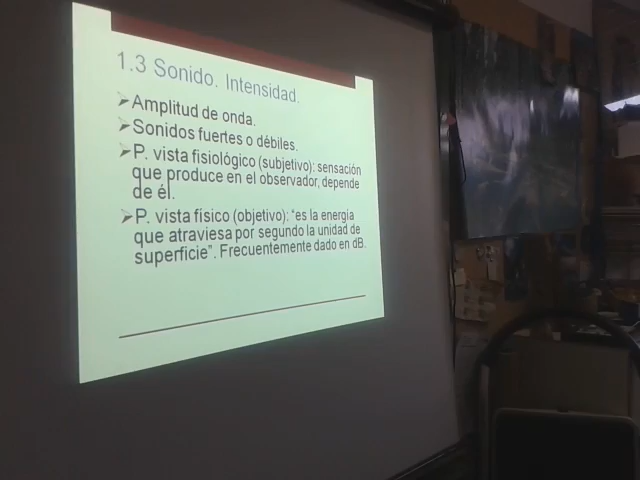 1.3 Sonido. Intensidad.
➢Amplitud de onda.
➢Sonidos fuertes o débiles.
➢P. vista fisiológico (subjetivo): sensación
que produce en el observador, depende
de él.
➢P. vista físico (objetivo): “es la energia
que atraviesa por segundo la unidad de
superficie”. Frecuentemente dado en dB.